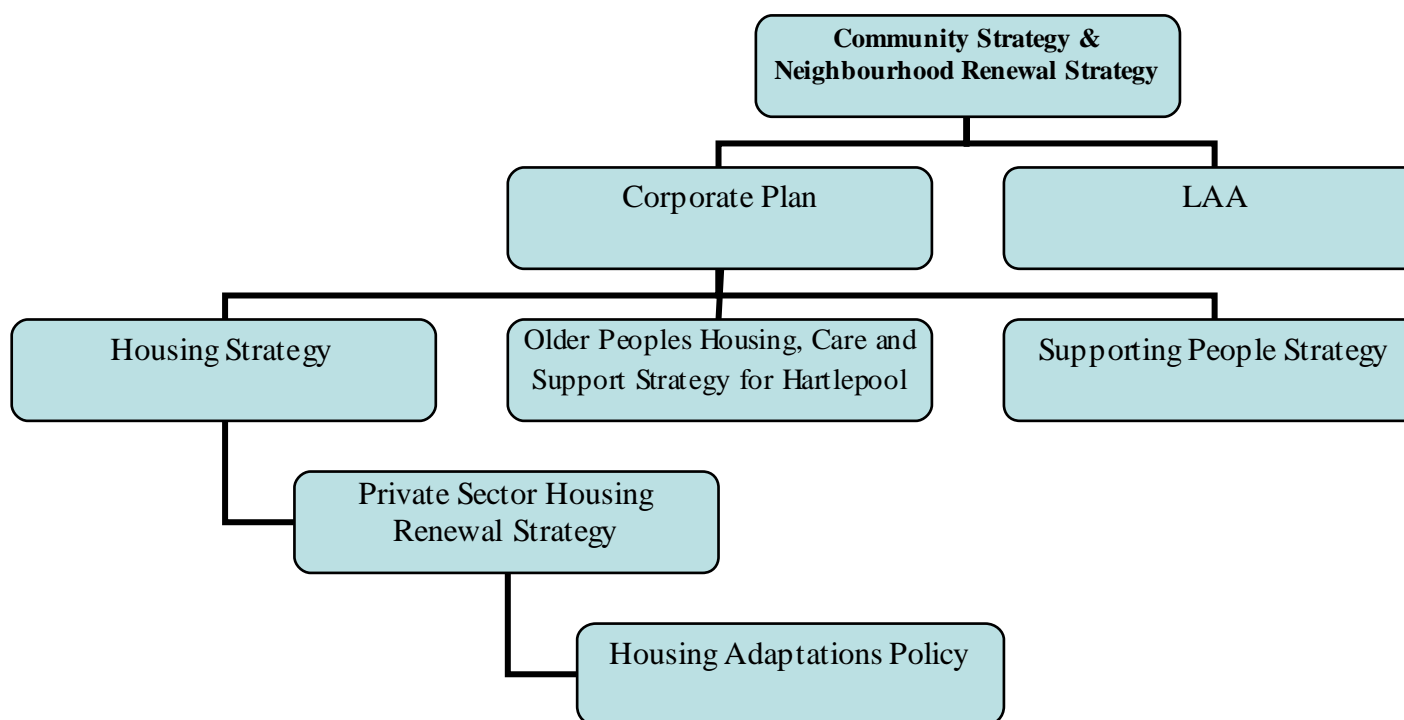 Community Strategy &
Neighbourhood Renewal Strategy
Corporate Plan
LAA
Housing Strategy
Older Peoples Housing, Care and
Support Strategy for Hartlepool
Supporting People Strategy
Private Sector Housing
Renewal Strategy
Housing Adaptations Policy